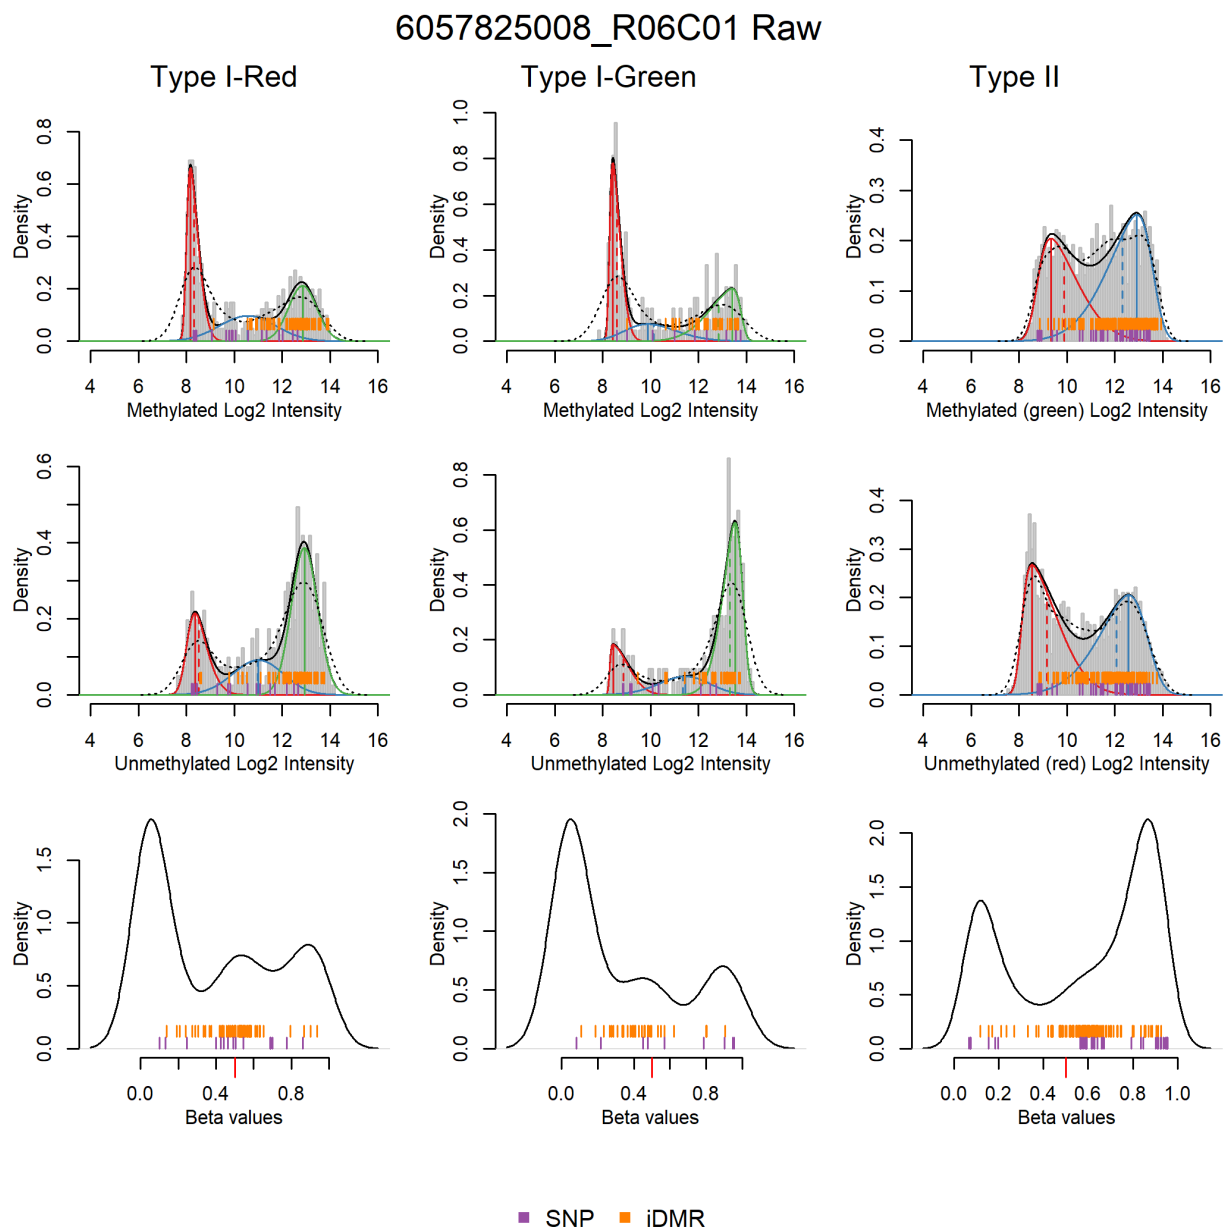 6057825008_R06C01 Raw
Type I-Red
Type I-Green
Type II
Density
0.0 0.2 0.4 0.6 0.8
4 6 8 10 12 14 16
Methylated Log2 Intensity
Density
0.0 0.2 0.4 0.6 0.8 1.0
4 6 8 10 12 14 16
Methylated Log2 Intensity
Density
0.0 0.1 0.2 0.3 0.4
4 6 8 10 12 14 16
Methylated (green) Log2 Intensity
Density
0.0 0.2 0.4 0.6
4 6 8 10 12 14 16
Unmethylated Log2 Intensity
Density
0.0 0.2 0.4 0.6 0.8
4 6 8 10 12 14 16
Unmethylated Log2 Intensity
Density
0.0 0.1 0.2 0.3 0.4
4 6 8 10 12 14 16
Unmethylated (red) Log2 Intensity
Density
0.0 0.5 1.0 1.5
0.0 0.4 0.8
Beta values
Density
0.0 0.5 1.0 1.5 2.0
0.0 0.4 0.8
Beta values
Density
0.0 0.5 1.0 1.5 2.0
0.0 0.2 0.4 0.6 0.8 1.0
Beta values
SNP iDMR